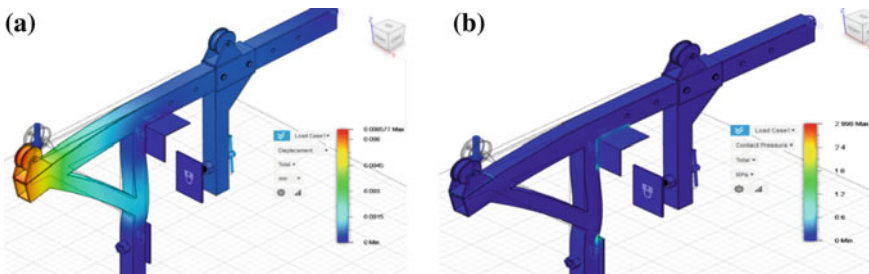 (a)
Load Case1
Displacement
Total
mm
0.006577 Max
0.006
0.0045
0.003
0.0015
0 Min
(b)
Load Case1
Contact Pressure
Total
MPa
2.996 Max
2.4
1.8
1.2
0.6
0 Min